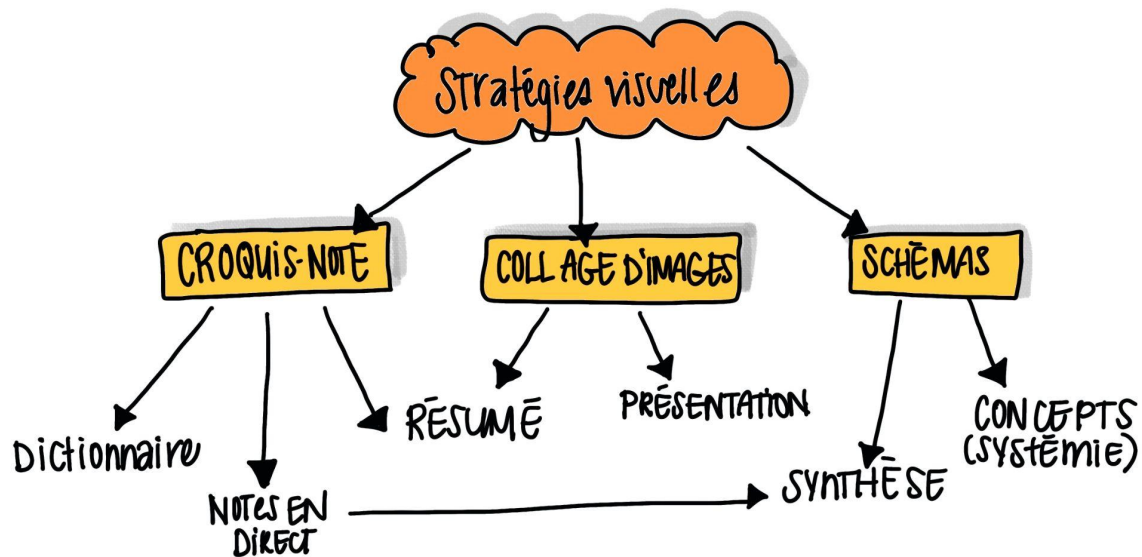 Stratégies visuelles
CROQUIS-NOTE
COLLAGE D'IMAGES
SCHÉMAS
Dictionnaire
NOTES EN
DIRECT
RÉSUMÉ
PRÉSENTATION
SYNTHÈSE
CONCEPTS
(SYSTÉMIE)